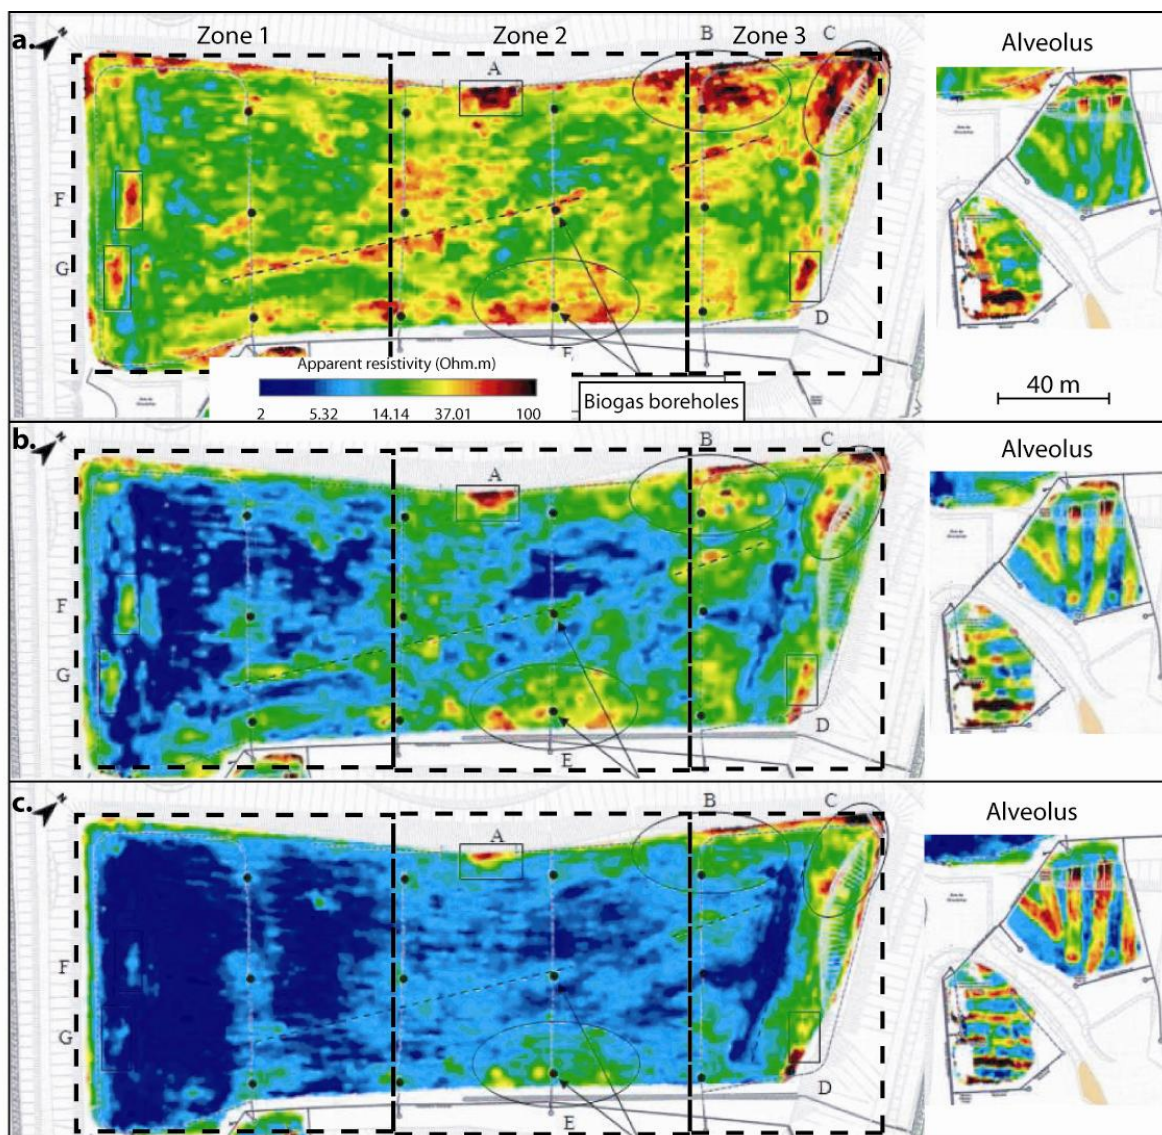 a.
N
Zone 1
Zone 2
B
Zone 3
C
Alveolus
A
F
G
D
E
Apparent resistivity (Ohm.m)
2 5.32 14.14 37.01 100
Biogas boreholes
40 m
b.
N
B
C
Alveolus
A
F
G
D
E
c.
N
B
C
Alveolus
A
F
G
D
E